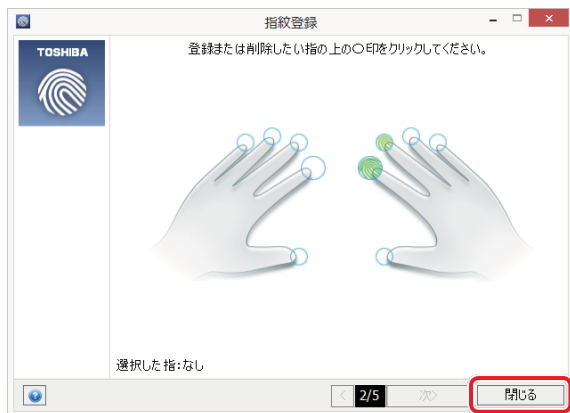 指紋登録
TOSHIBA
登録または削除したい指の上の〇印をクリックしてください。
選択した指:なし
?
< 2/5 次> 閉じる